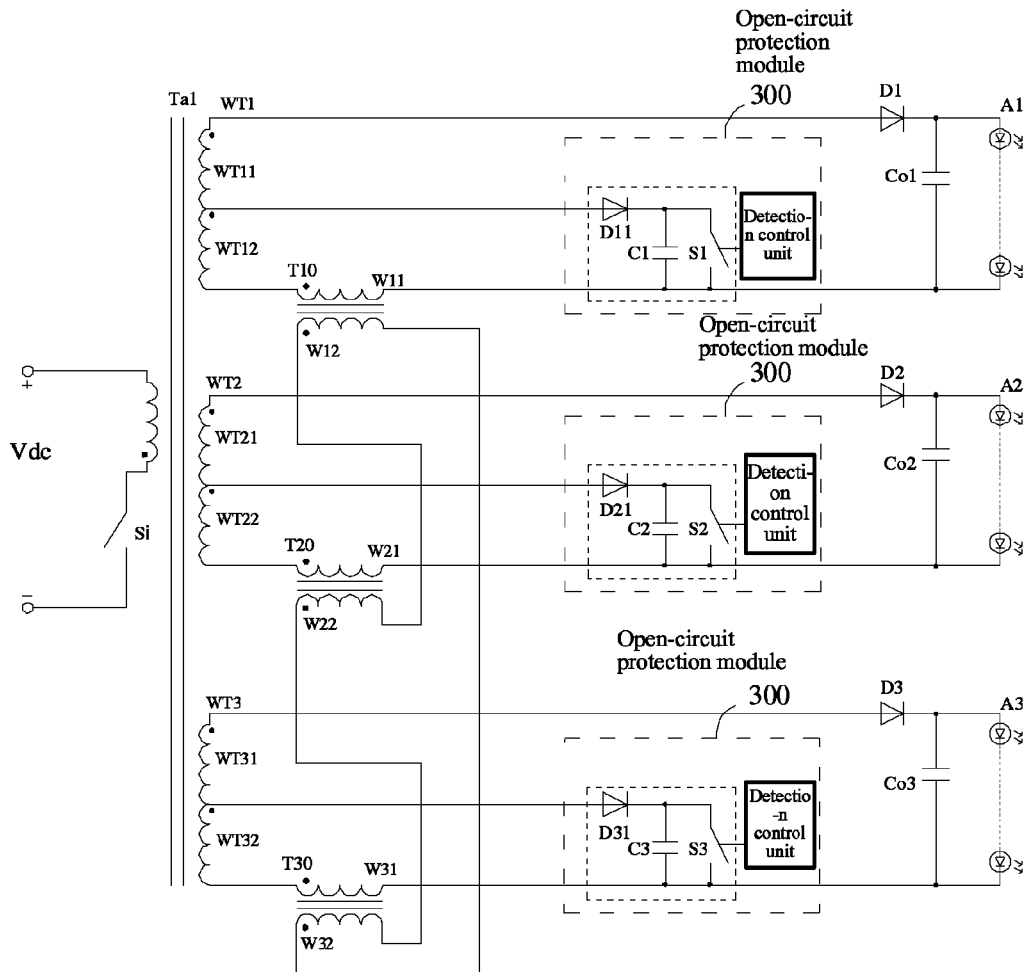 Open-circuit
protection
module
300
Ta1
WT1
D1
A1
WT11
Co1
Detectio-
n control
unit
D11
C1
S1
WT12
T10
W11
W12
Open-circuit
protection module
300
WT2
D2
A2
+
Vdc
WT21
Co2
Detecti-
on
control
unit
D21
C2
S2
WT22
Si
T20
W21
W22
−
Open-circuit
protection module
300
WT3
D3
A3
WT31
Co3
Detectio
-n control
unit
D31
C3
S3
WT32
T30
W31
W32